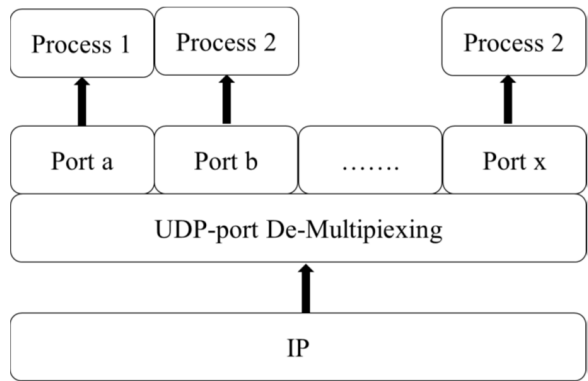 Process 1
Process 2
Process 2
Port a
Port b
…….
Port x
UDP-port De-Multipiexing
IP